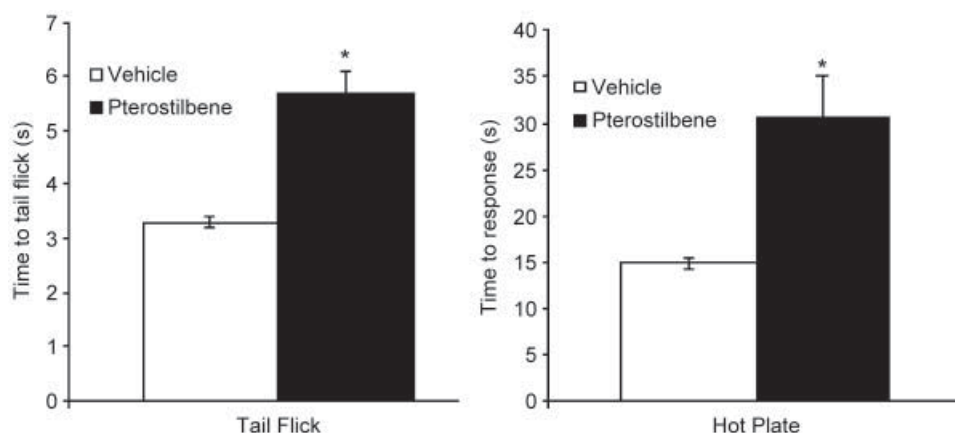 7
6
5
4
3
2
1
0
Time to tail flick (s)
Vehicle
Pterostilbene
*
Tail Flick
40
35
30
25
20
15
10
5
0
Time to response (s)
Vehicle
Pterostilbene
*
Hot Plate